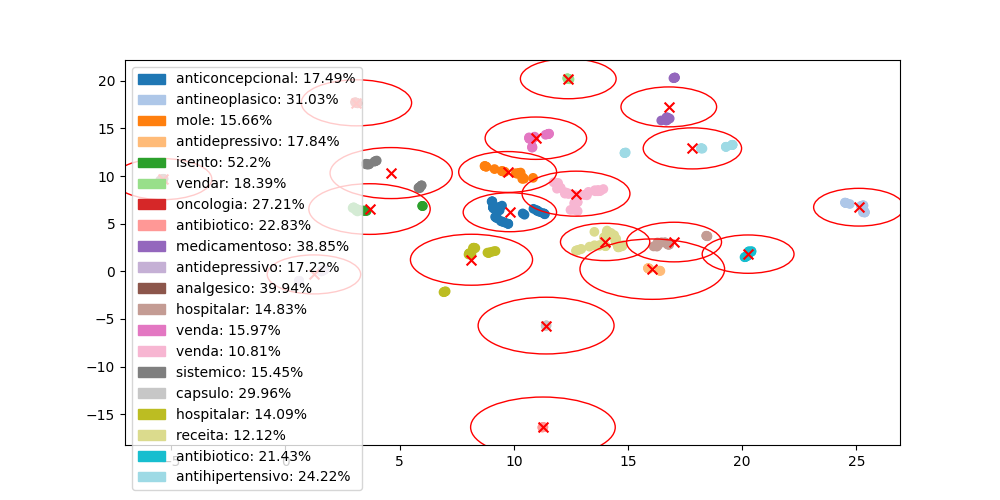 anticoncepcional: 17.49%
antineoplasico: 31.03%
mole: 15.66%
antidepressivo: 17.84%
isento: 52.2%
vendar: 18.39%
oncologia: 27.21%
antibiotico: 22.83%
medicamentoso: 38.85%
antidepressivo: 17.22%
analgesico: 39.94%
hospitalar: 14.83%
venda: 15.97%
venda: 10.81%
sistemico: 15.45%
capsulo: 29.96%
hospitalar: 14.09%
receita: 12.12%
antibiotico: 21.43%
antihipertensivo: 24.22%
20
15
10
5
0
−5
−10
−15
−5
0
5
10
15
20
25